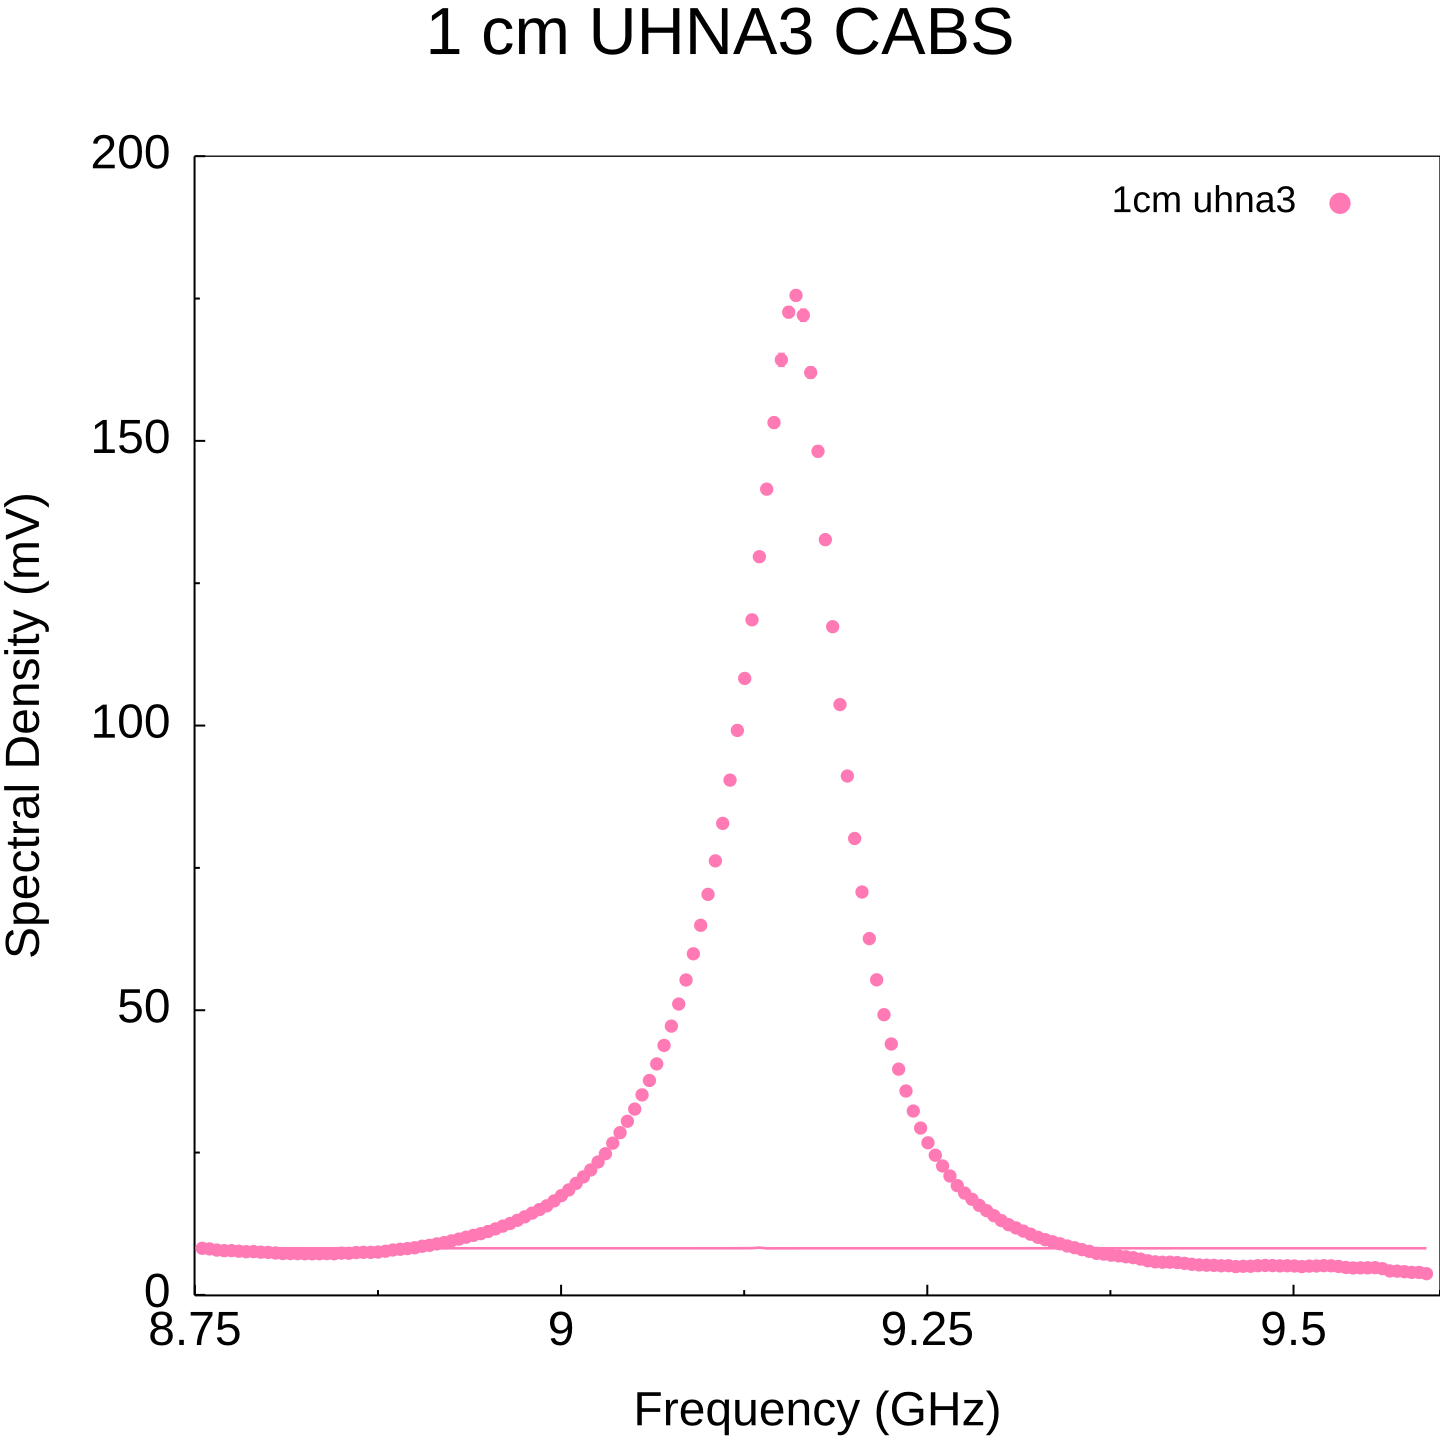 1 cm UHNA3 CABS
200
1cm uhna3
150
Spectral Density (mV)
100
50
0
8.75 9 9.25 9.5
Frequency (GHz)